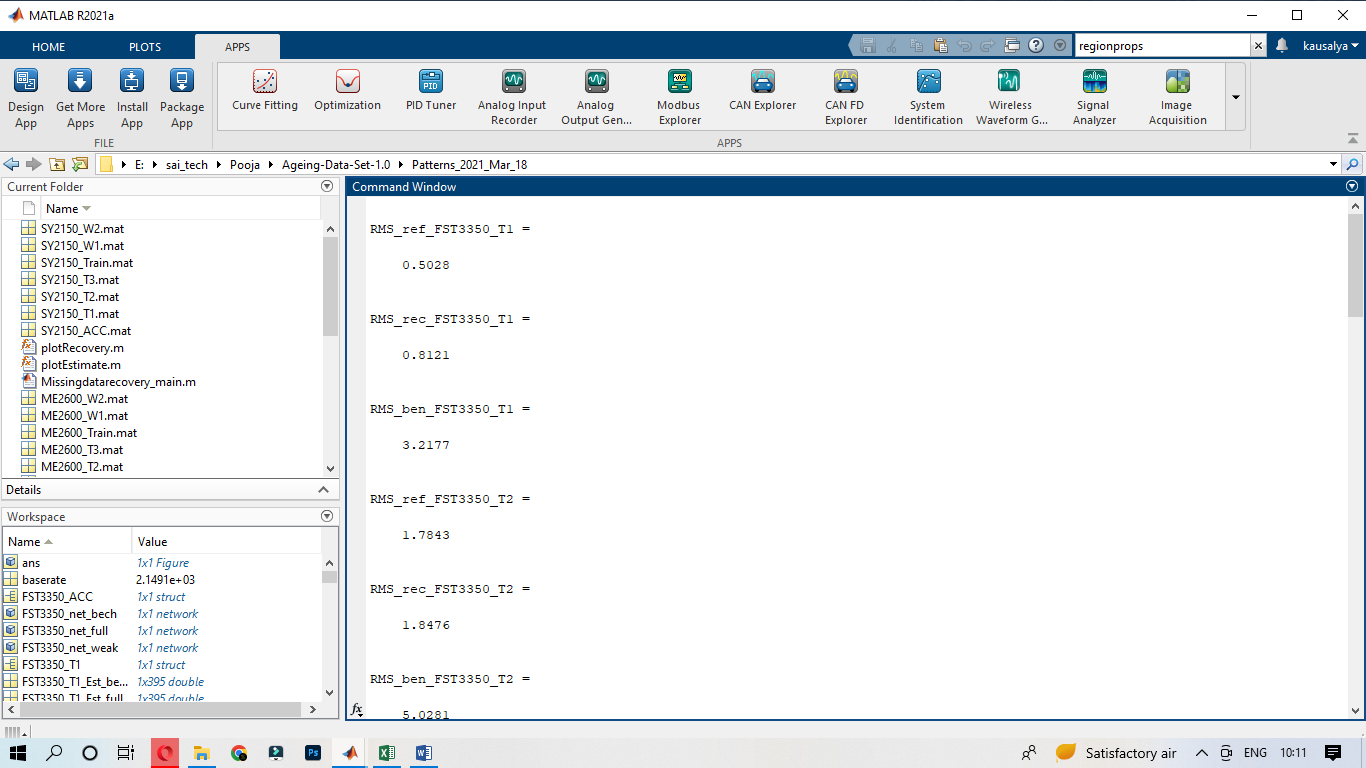 MATLAB R2021a
HOME PLOTS APPS
regionprops
kausalya
Design App
Get More Apps
Install App
Package App
Curve Fitting
Optimization
PID Tuner
Analog Input Recorder
Analog Output Gen...
Modbus Explorer
CAN Explorer
CAN FD Explorer
System Identification
Wireless Waveform G...
Signal Analyzer
Image Acquisition
FILE
APPS
E: sai_tech Pooja Ageing-Data-Set-1.0 Patterns_2021_Mar_18
Current Folder
Name
SY2150_W2.mat
SY2150_W1.mat
SY2150_Train.mat
SY2150_T3.mat
SY2150_T2.mat
SY2150_T1.mat
SY2150_ACC.mat
plotRecovery.m
plotEstimate.m
Missingdatarecovery_main.m
ME2600_W2.mat
ME2600_W1.mat
ME2600_Train.mat
ME2600_T3.mat
ME2600_T2.mat
Details
Workspace
Name Value
ans 1x1 Figure
baserate 2.1491e+03
FST3350_ACC 1x1 struct
FST3350_net_bech 1x1 network
FST3350_net_full 1x1 network
FST3350_net_weak 1x1 network
FST3350_T1 1x1 struct
FST3350_T1_Est_be... 1x395 double
FST3350_T1_Est_full 1x395 double
Command Window
RMS_ref_FST3350_T1 =
0.5028
RMS_rec_FST3350_T1 =
0.8121
RMS_ben_FST3350_T1 =
3.2177
RMS_ref_FST3350_T2 =
1.7843
RMS_rec_FST3350_T2 =
1.8476
RMS_ben_FST3350_T2 =
5.0281
fx
Ps
Satisfactory air
ENG
10:11